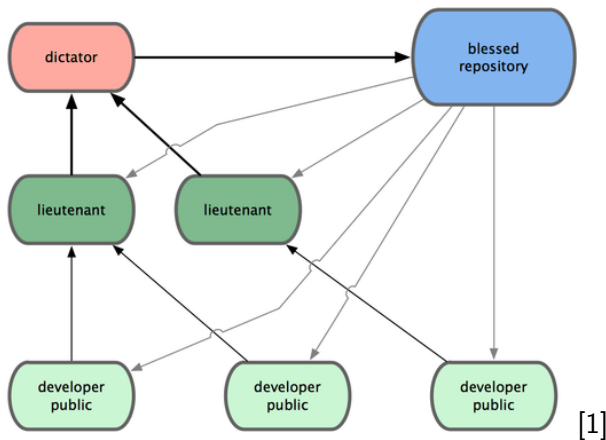 dictator
blessed
repository
lieutenant
lieutenant
developer
public
developer
public
developer
public
[1]